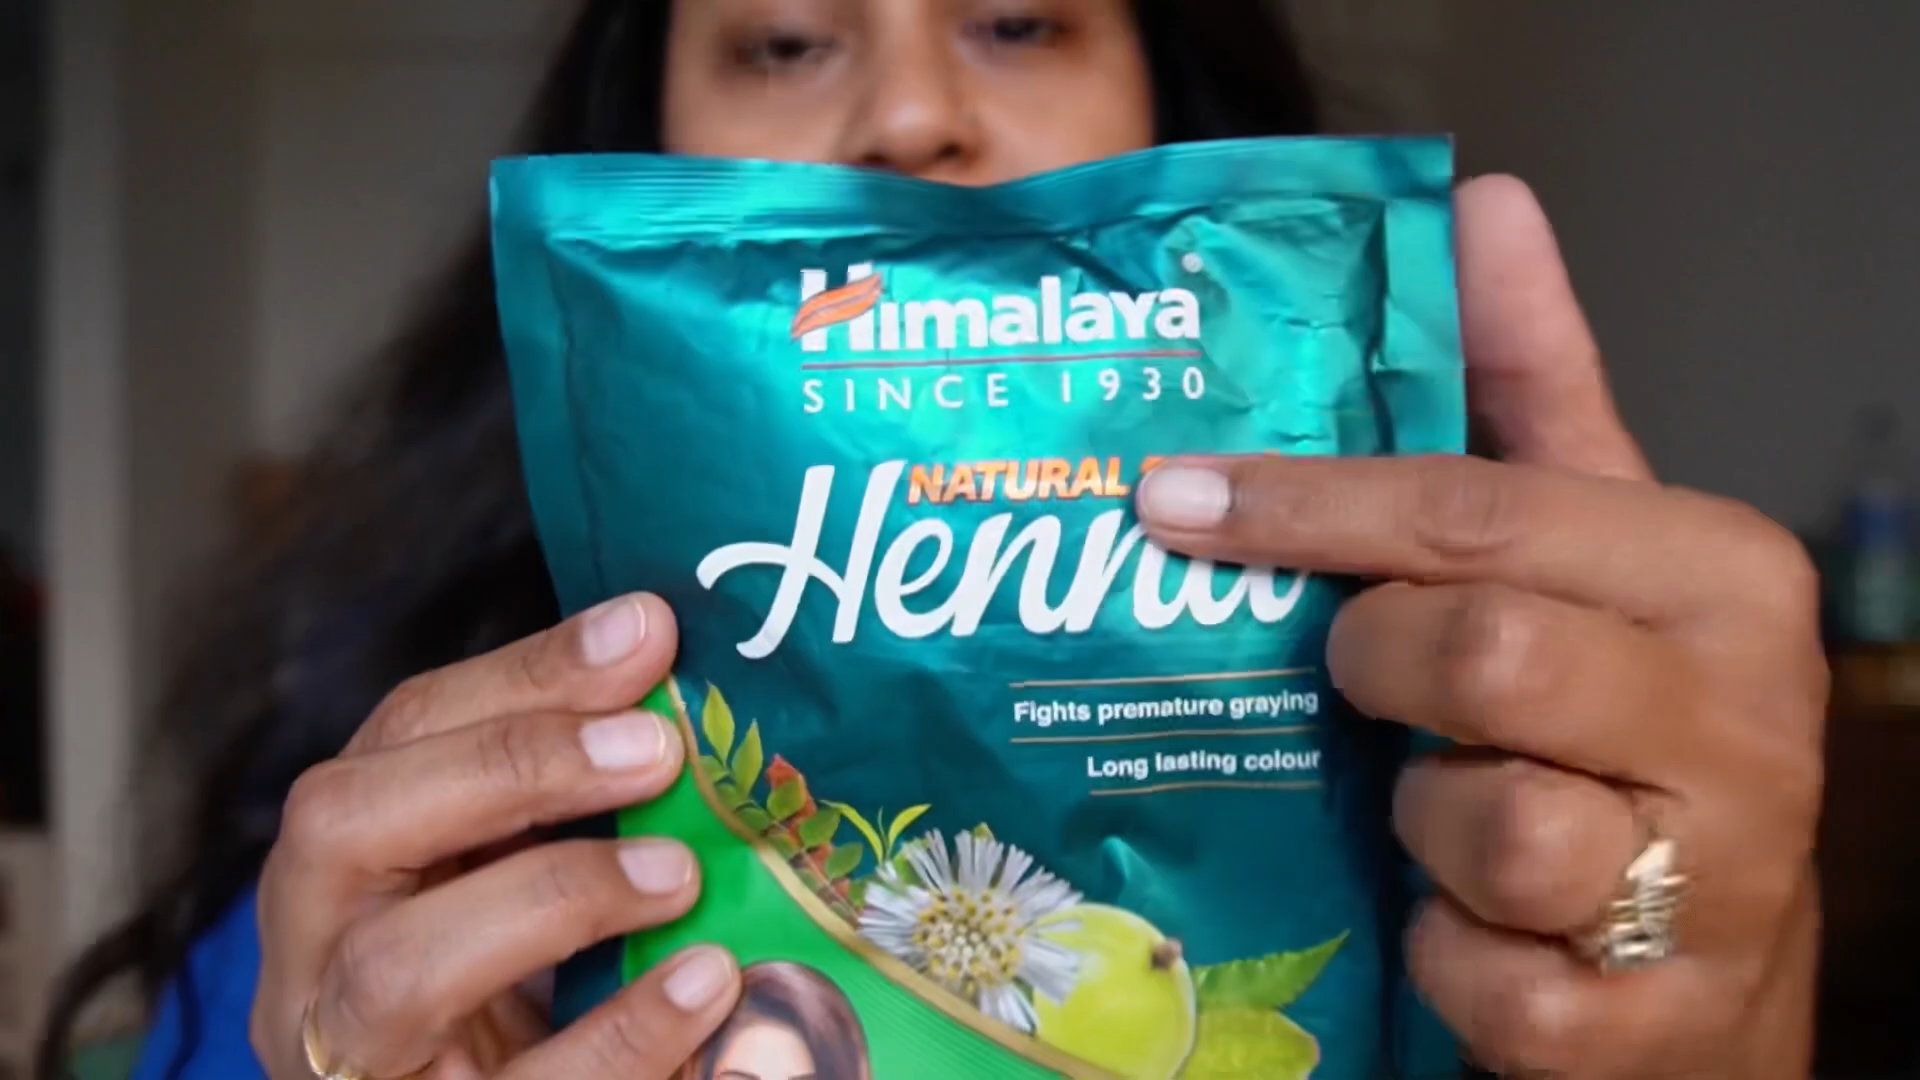 Himalaya
SINCE 1930
NATURAL
Henna
Fights premature graying
Long lasting colour